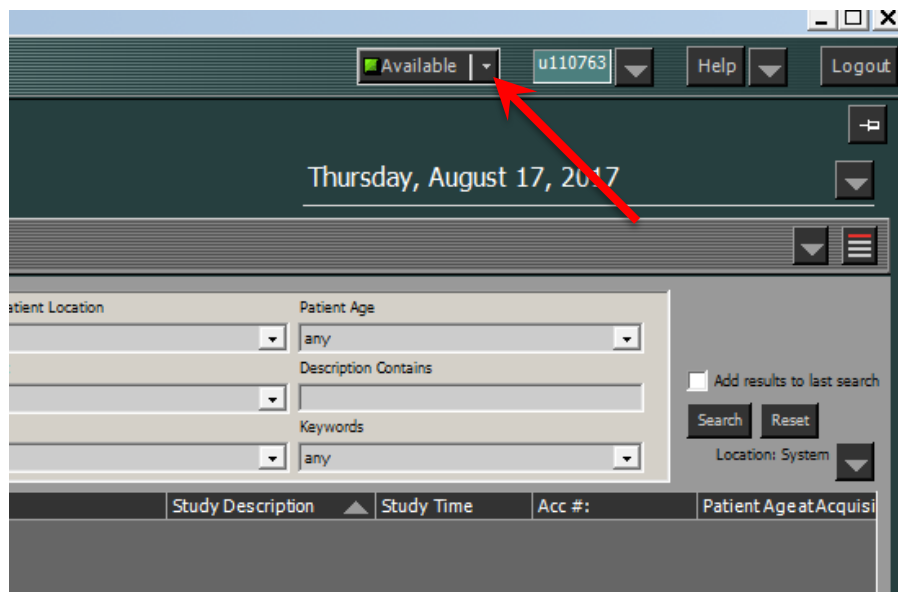 Available u110763 Help Logout
Thursday, August 17, 2017
atient Location Patient Age
any
Description Contains
Add results to last search
Keywords
Search Reset
any
Location: System
Study Description Study Time Acc #: Patient Age at Acquisi